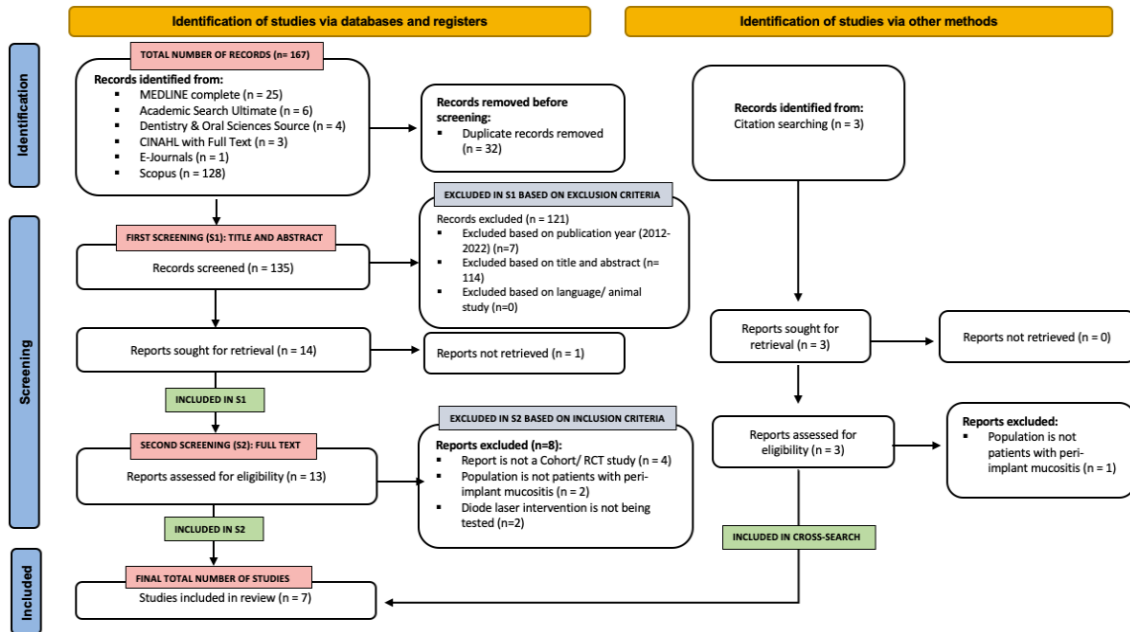 Identification of studies via databases and registers
Identification of studies via other methods
Identification
TOTAL NUMBER OF RECORDS (n= 167)
Records identified from:
▪ MEDLINE complete (n = 25)
▪ Academic Search Ultimate (n = 6)
▪ Dentistry & Oral Sciences Source (n = 4)
▪ CINAHL with Full Text (n = 3)
▪ E-Journals (n = 1)
▪ Scopus (n = 128)
Records removed before
screening:
▪ Duplicate records removed
(n = 32)
Records identified from:
Citation searching (n = 3)
Screening
EXCLUDED IN S1 BASED ON EXCLUSION CRITERIA
Records excluded (n = 121)
▪ Excluded based on publication year (2012-
2022) (n=7)
▪ Excluded based on title and abstract (n=
114)
▪ Excluded based on language/ animal
study (n=0)
FIRST SCREENING (S1): TITLE AND ABSTRACT
Records screened (n = 135)
Reports sought for retrieval (n = 14)
Reports not retrieved (n = 1)
Reports sought for
retrieval (n = 3)
Reports not retrieved (n = 0)
INCLUDED IN S1
SECOND SCREENING (S2): FULL TEXT
Reports assessed for eligibility (n = 13)
EXCLUDED IN S2 BASED ON INCLUSION CRITERIA
Reports excluded (n=8):
▪ Report is not a Cohort/ RCT study (n = 4)
▪ Population is not patients with peri-
implant mucositis (n = 2)
▪ Diode laser intervention is not being
tested (n=2)
Reports assessed for
eligibility (n = 3)
Reports excluded:
▪ Population is not
patients with peri-
implant mucositis (n = 1)
INCLUDED IN S2
INCLUDED IN CROSS-SEARCH
Included
FINAL TOTAL NUMBER OF STUDIES
Studies included in review (n = 7)